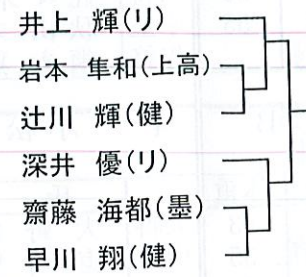 井上 輝(リ)
岩本 隼和(上高)
辻川 輝(健)
深井 優(リ)
齋藤 海都(墨)
早川 翔(健)